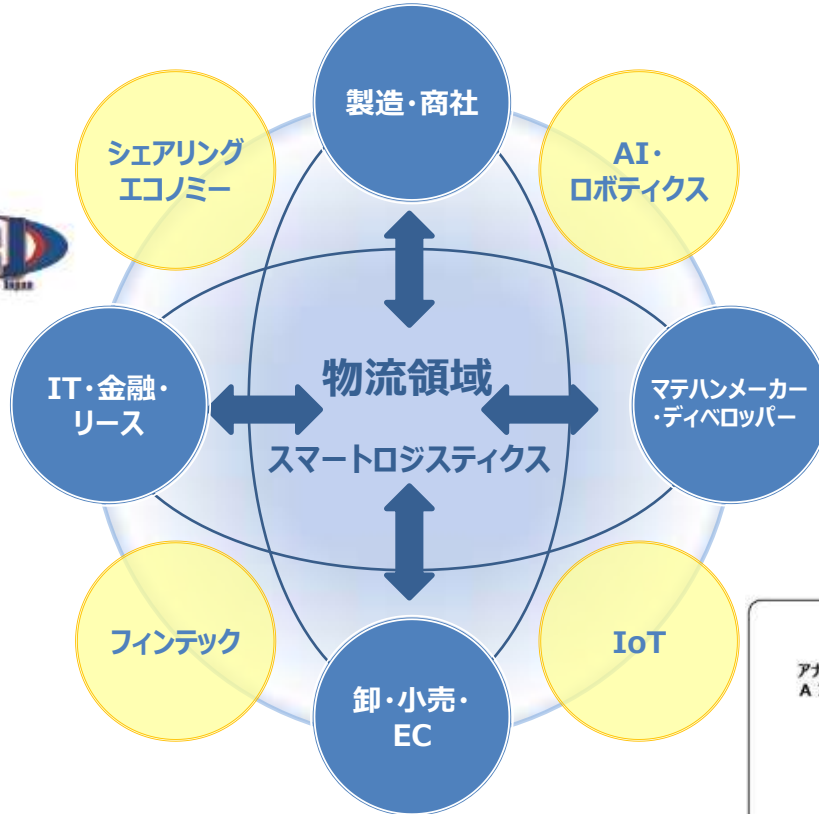 製造・商社
シェアリング
エコノミー
AI・
ロボティクス
物流領域
IT・金融・
リース
マテハンメーカー
・ディベロッパー
スマートロジスティクス
フィンテック
IoT
卸・小売・
EC